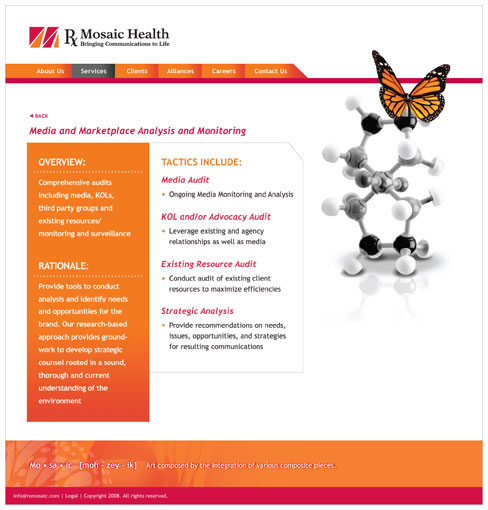 Rx Mosaic Health
Bringing Communications to Life
About Us Services Clients Alliances Careers Contact Us
◄ BACK
Media and Marketplace Analysis and Monitoring
OVERVIEW:
Comprehensive audits
including media, KOLs,
third party groups and
existing resources/
monitoring and surveillance
RATIONALE:
Provide tools to conduct
analysis and identify needs
and opportunities for the
brand. Our research-based
approach provides ground-
work to develop strategic
counsel rooted in a sound,
thorough and current
understanding of the
environment
TACTICS INCLUDE:
Media Audit
• Ongoing Media Monitoring and Analysis
KOL and/or Advocacy Audit
• Leverage existing and agency
relationships as well as media
Existing Resource Audit
• Conduct audit of existing client
resources to maximize efficiencies
Strategic Analysis
• Provide recommendations on needs,
issues, opportunities, and strategies
for resulting communications
Mo • sa • ic [moh - zey - ik] Art composed by the integration of various composite pieces.
info@rxmosaic.com | Legal | Copyright 2008. All rights reserved.